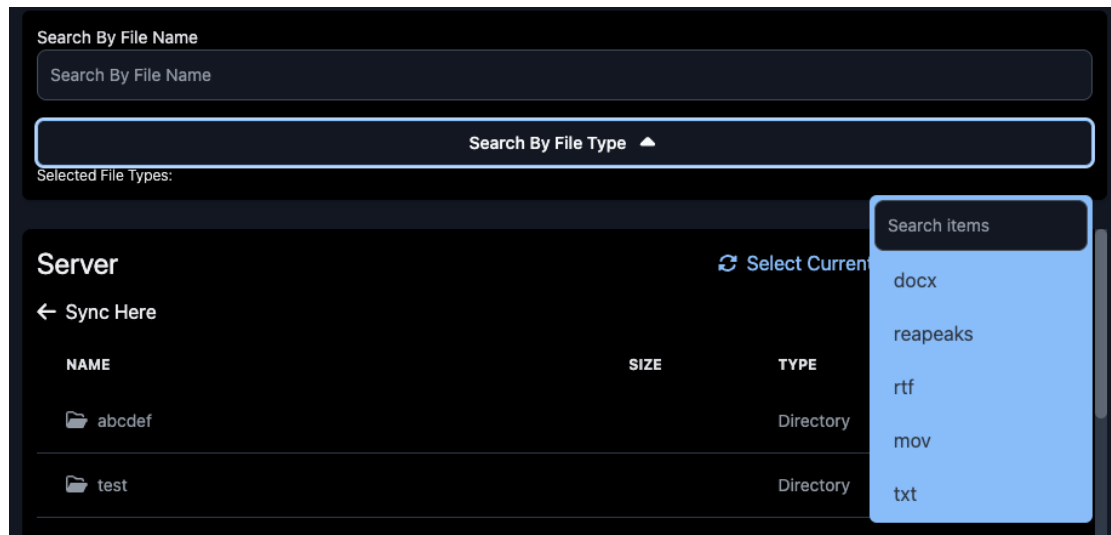 Search By File Name
Search By File Name
Search By File Type
Selected File Types:
Search items
docx
reapeaks
rtf
mov
txt
Server
Select Current
Sync Here
NAME SIZE TYPE
abcdef Directory
test Directory